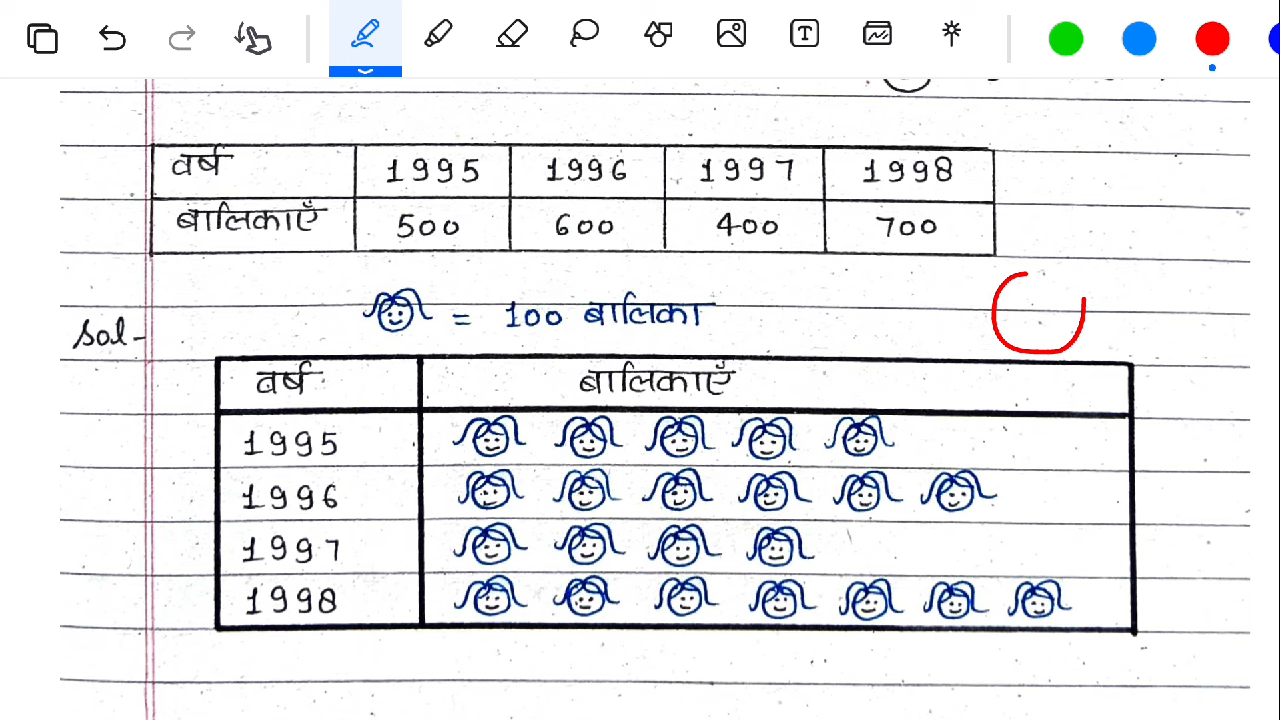 वर्ष 1995 1996 1997 1998
बालिकाएँ 500 600 400 700
= 100 बालिका
Sol-
वर्ष बालिकाएँ
1995
1996
1997
1998